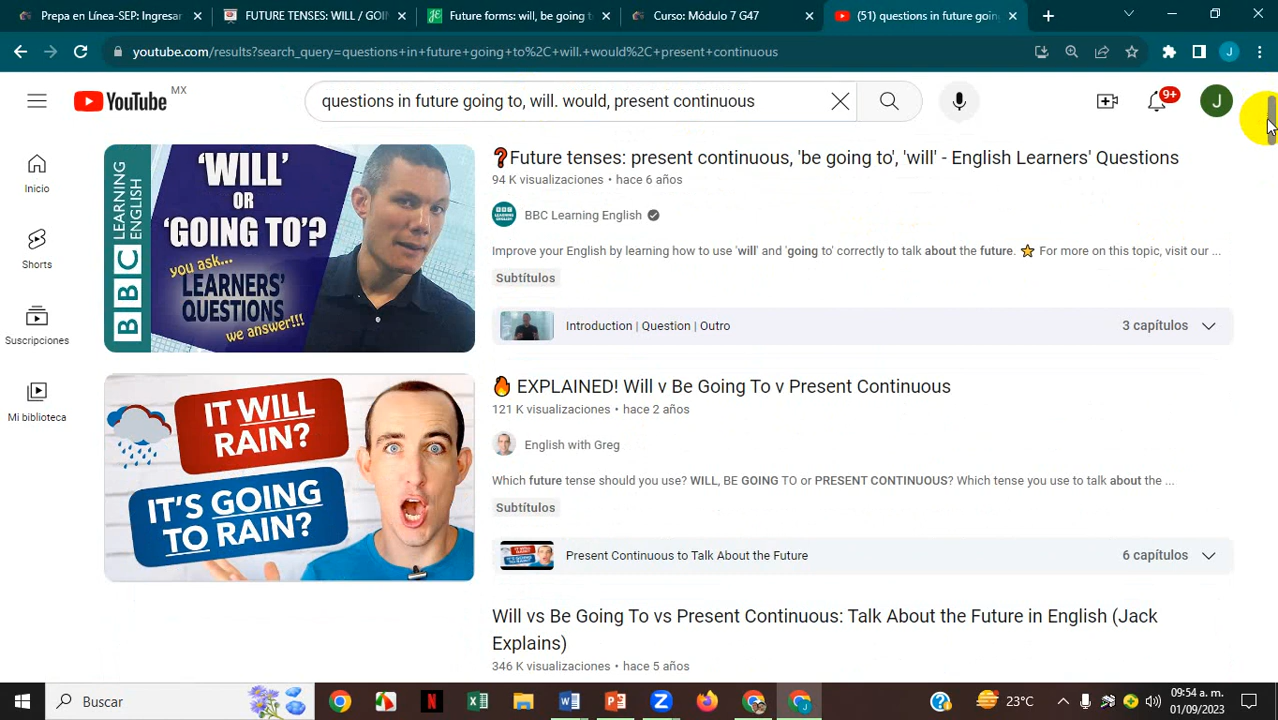 Prepa en Línea-SEP: Ingresar
FUTURE TENSES: WILL / GOIN
Future forms: will, be going to
Curso: Módulo 7 G47
(51) questions in future going
youtube.com/results?search_query=questions+in+future+going+to%2C+will.+would%2C+present+continuous
YouTube MX
questions in future going to, will. would, present continuous
9+
J
Inicio
Shorts
Suscripciones
Mi biblioteca
BBC LEARNING ENGLISH
'WILL'
OR
'GOING TO'?
you ask...
LEARNERS'
QUESTIONS
we answer!!!
❓Future tenses: present continuous, 'be going to', 'will' - English Learners' Questions
94 K visualizaciones • hace 6 años
BBC Learning English
Improve your English by learning how to use 'will' and 'going to' correctly to talk about the future. ⭐ For more on this topic, visit our ...
Subtítulos
Introduction | Question | Outro
3 capítulos
IT WILL
RAIN?
IT'S GOING
TO RAIN?
🔥 EXPLAINED! Will v Be Going To v Present Continuous
121 K visualizaciones • hace 2 años
English with Greg
Which future tense should you use? WILL, BE GOING TO or PRESENT CONTINUOUS? Which tense you use to talk about the ...
Subtítulos
Present Continuous to Talk About the Future
6 capítulos
Will vs Be Going To vs Present Continuous: Talk About the Future in English (Jack
Explains)
346 K visualizaciones • hace 5 años
Buscar
23°C
09:54 a. m.
01/09/2023